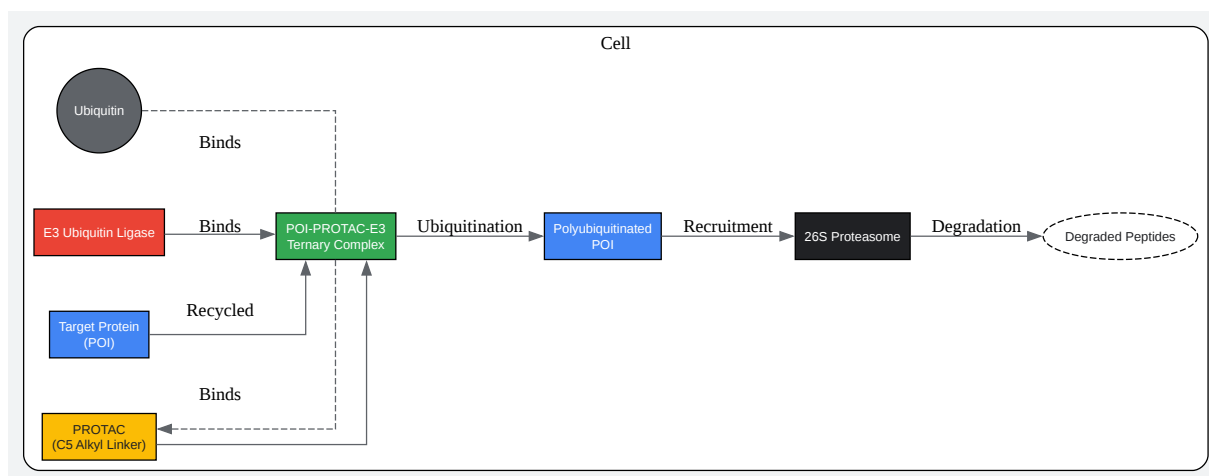 Cell
Ubiquitin
Binds
E3 Ubiquitin Ligase
Binds
POI-PROTAC-E3
Ternary Complex
Ubiquitination
Polyubiquitinated
POI
Recruitment
26S Proteasome
Degradation
Degraded Peptides
Recycled
Target Protein
(POI)
Binds
PROTAC
(C5 Alkyl Linker)